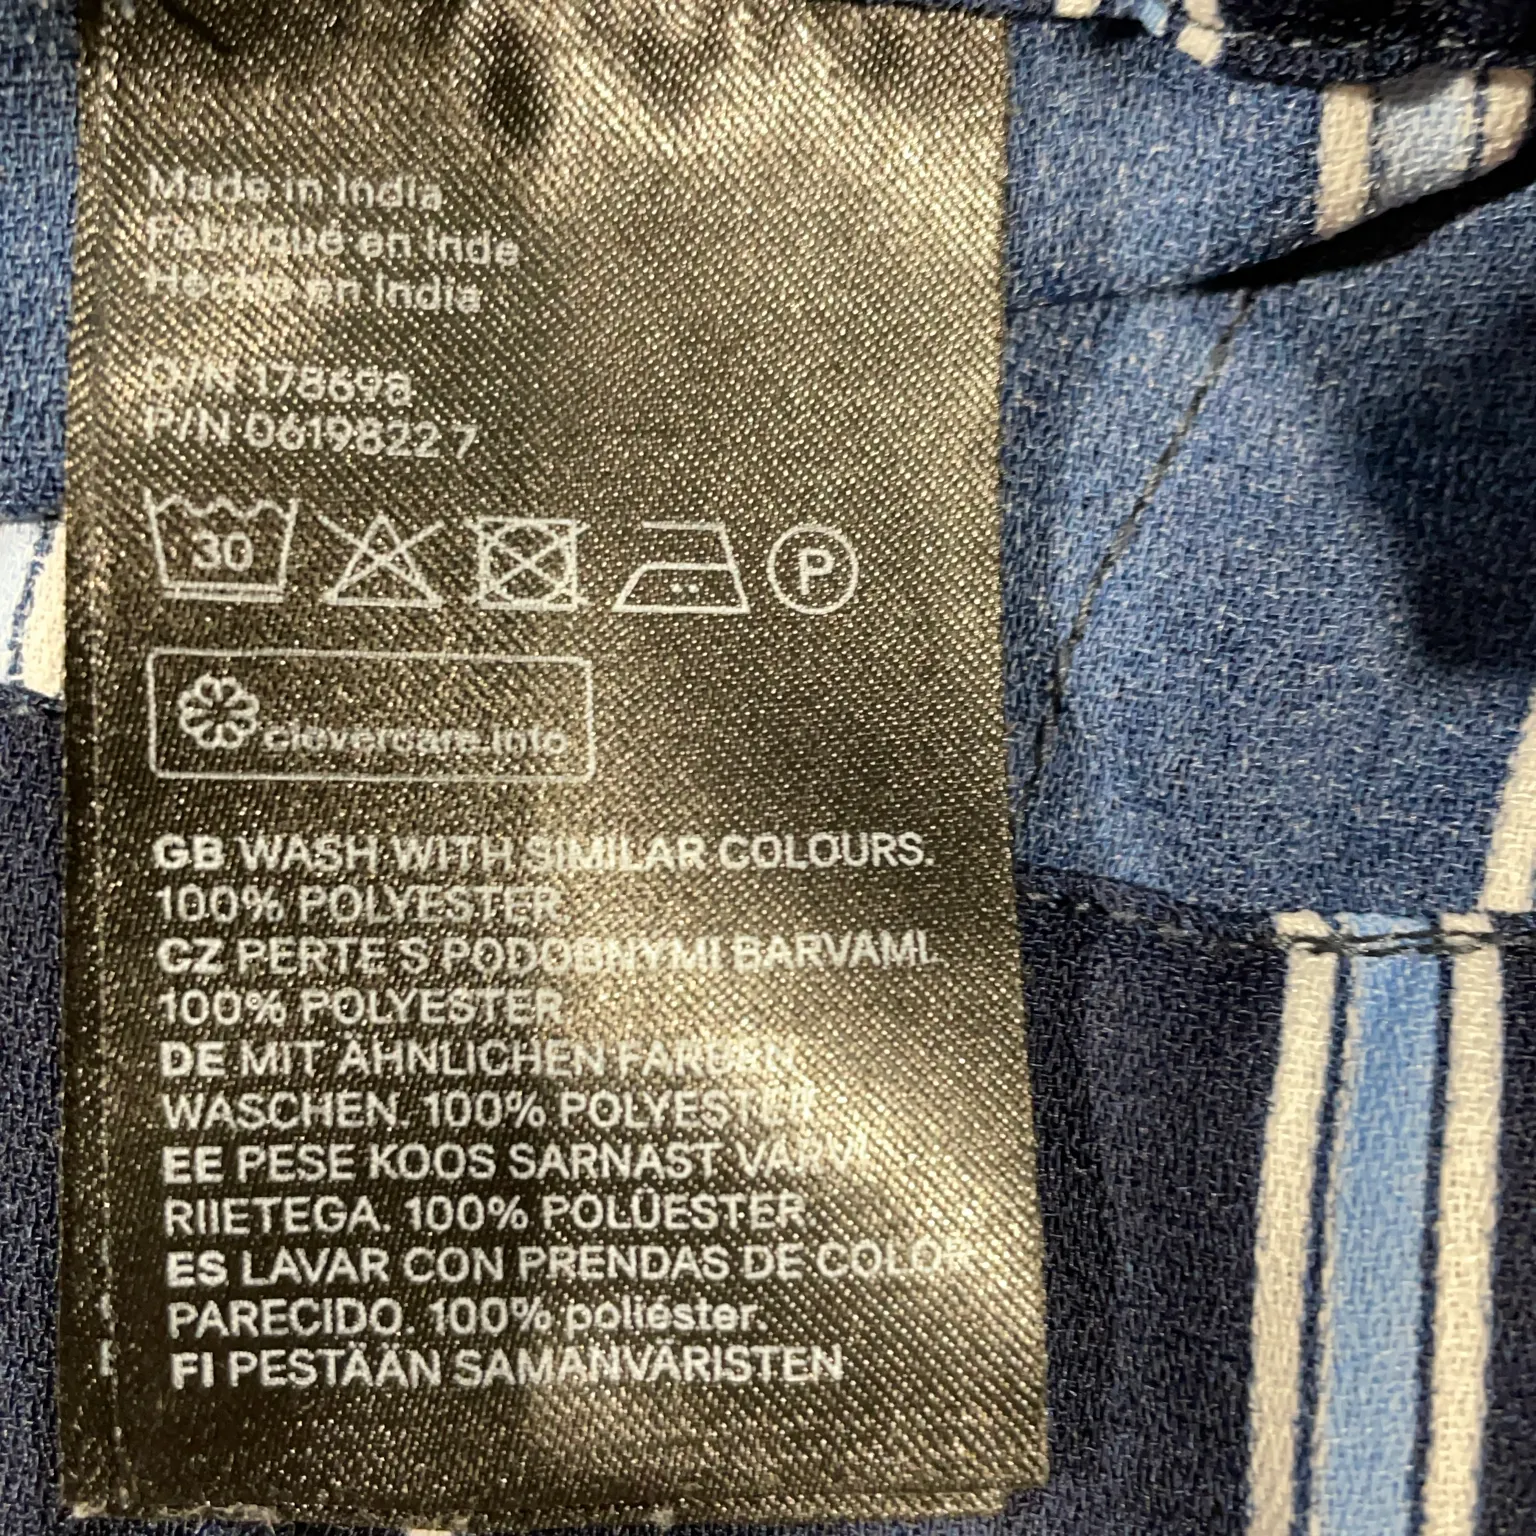 Made in India
Fabriqué en Inde
Hecho en India
O/N 178698
P/N 0619822 7
30
P
clevercare.info
GB WASH WITH SIMILAR COLOURS.
100% POLYESTER
CZ PERTE S PODOBNÝMI BARVAMI.
100% POLYESTER
DE MIT ÄHNLICHEN FARBEN
WASCHEN. 100% POLYESTER
EE PESE KOOS SARNAST VÄRVI
RIIETEGA. 100% POLÜESTER
ES LAVAR CON PRENDAS DE COLOR
PARECIDO. 100% poliéster.
FI PESTÄÄN SAMANVÄRISTEN